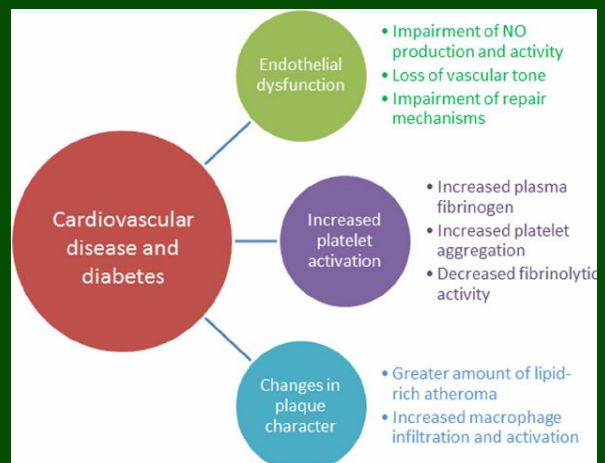 Cardiovascular
disease and
diabetes
Endothelial
dysfunction
• Impairment of NO
production and activity
• Loss of vascular tone
• Impairment of repair
mechanisms
Increased
platelet
activation
• Increased plasma
fibrinogen
• Increased platelet
aggregation
• Decreased fibrinolytic
activity
Changes in
plaque
character
• Greater amount of lipid-
rich atheroma
• Increased macrophage
infiltration and activation